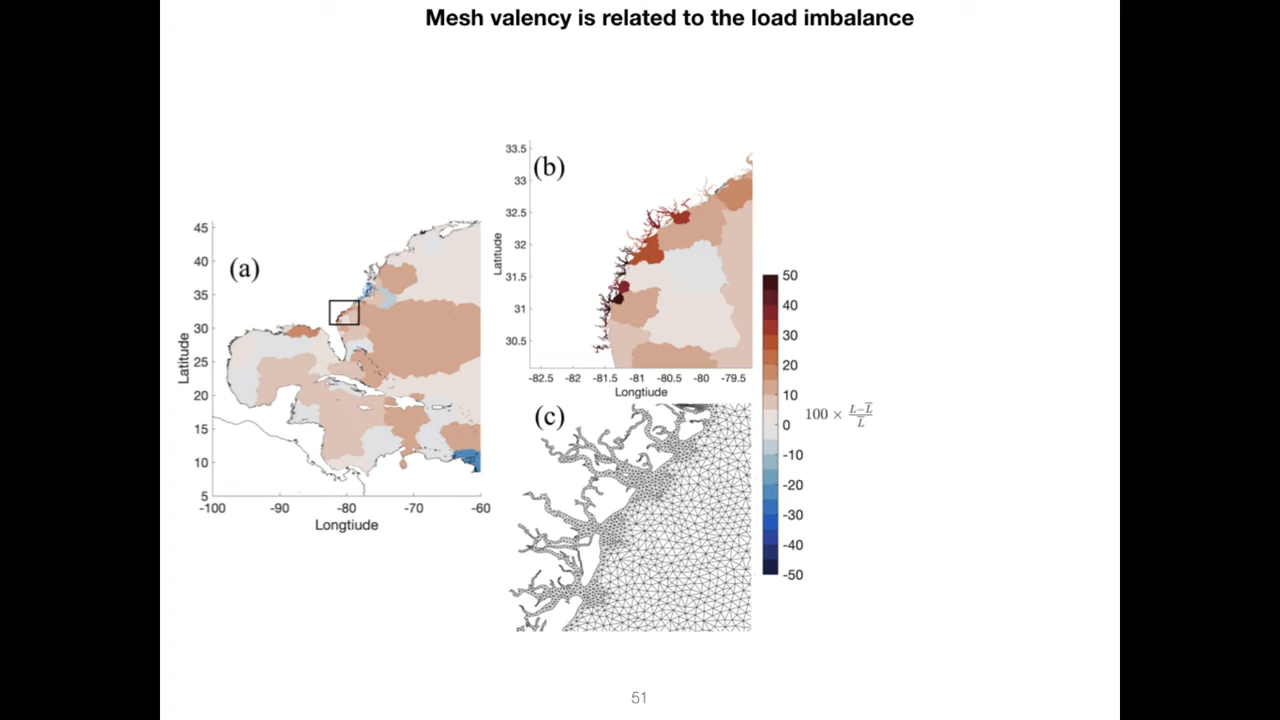 Mesh valency is related to the load imbalance
(a)
45
40
35
30
25
20
15
10
5
Latitude
-100 -90 -80 -70 -60
Longtiude
(b)
33.5
33
32.5
32
31.5
31
30.5
Latitude
-82.5 -82 -81.5 -81 -80.5 -80 -79.5
Longtiude
(c)
50
40
30
20
10
0
-10
-20
-30
-40
-50
100 × (L−L̅)/L̅
51